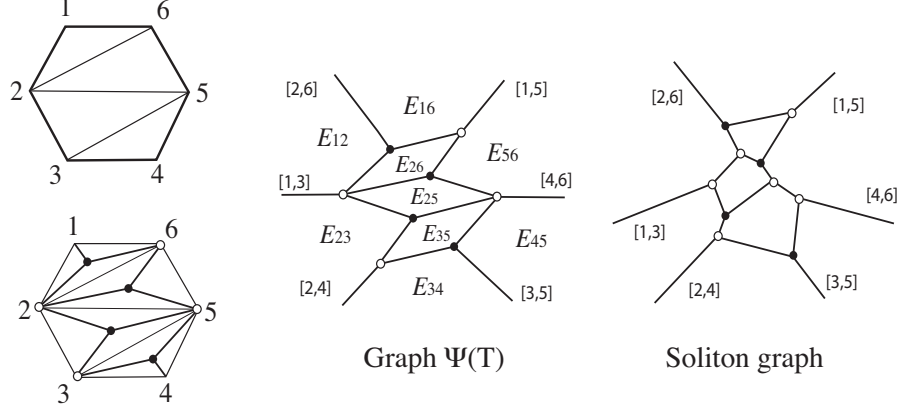 1
6
2
5
3
4
1
6
2
5
3
4
[2,6]
E16
[1,5]
E12
E26
E56
[1,3]
E25
[4,6]
E23
E35
E45
[2,4]
E34
[3,5]
Graph Ψ(T)
[2,6]
[1,5]
[4,6]
[1,3]
[2,4]
[3,5]
Soliton graph